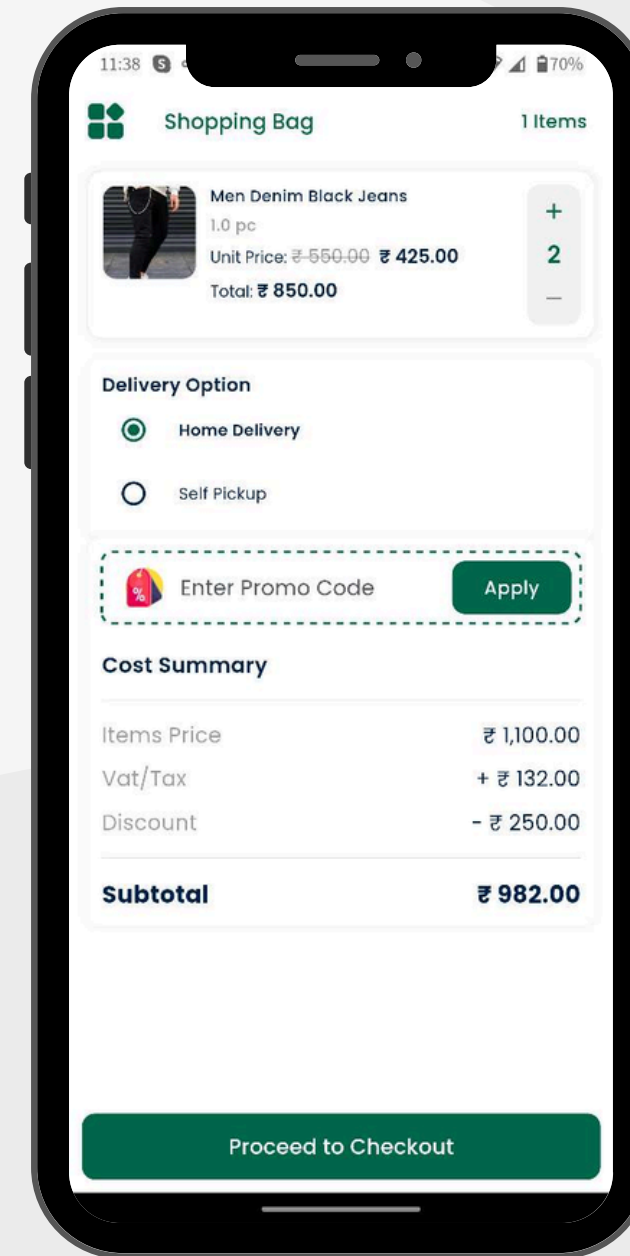 11:38 70%
Shopping Bag 1 Items
Men Denim Black Jeans
1.0 pc
Unit Price: ₹ 550.00 ₹ 425.00
Total: ₹ 850.00
+
2
–
Delivery Option
Home Delivery
Self Pickup
% Enter Promo Code Apply
Cost Summary
Items Price ₹ 1,100.00
Vat/Tax + ₹ 132.00
Discount - ₹ 250.00
Subtotal ₹ 982.00
Proceed to Checkout